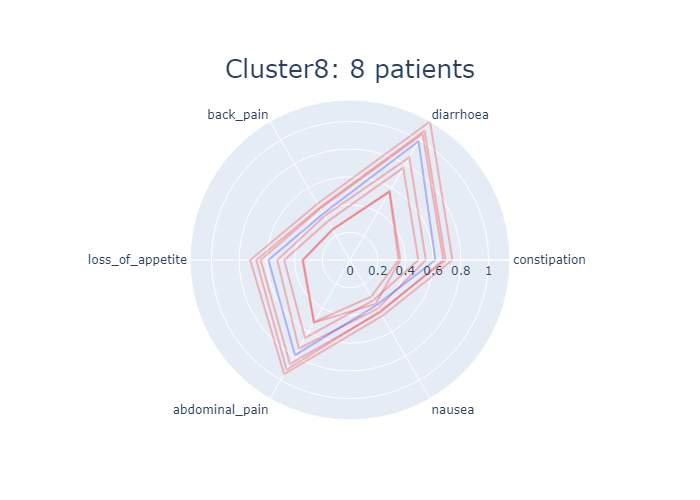 Cluster8: 8 patients
back_pain
diarrhoea
loss_of_appetite
constipation
0 0.2 0.4 0.6 0.8 1
abdominal_pain
nausea